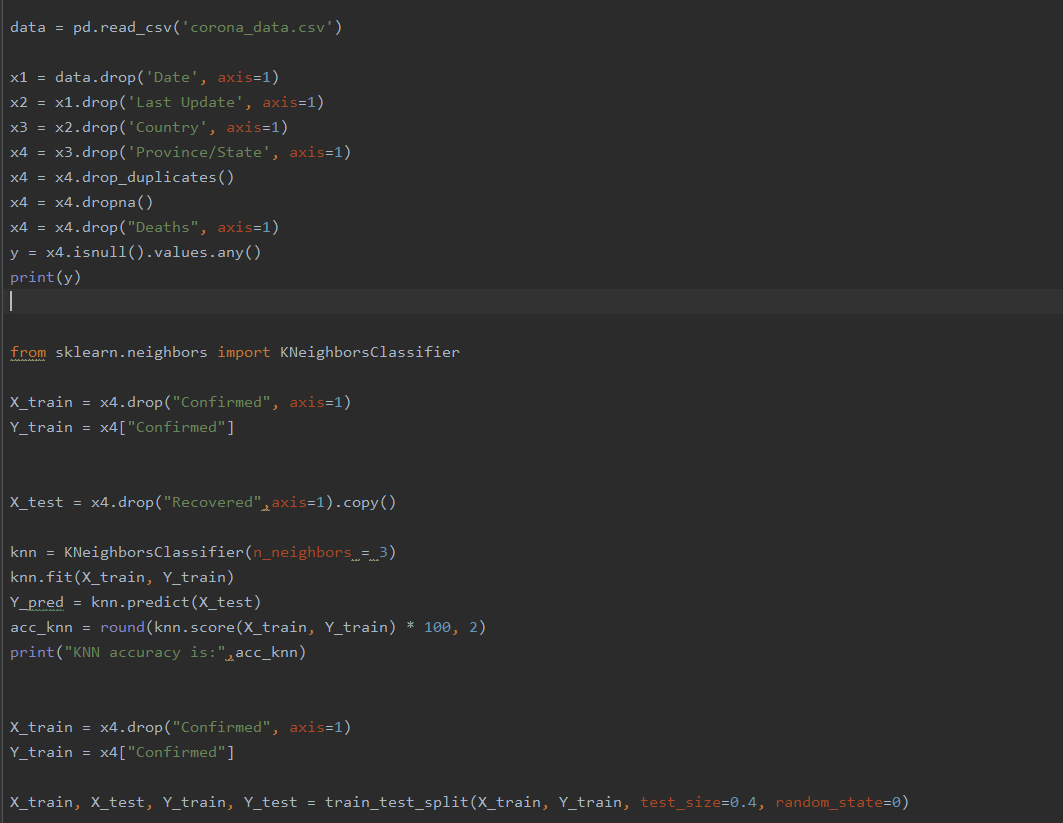 data = pd.read_csv('corona_data.csv')
x1 = data.drop('Date', axis=1)
x2 = x1.drop('Last Update', axis=1)
x3 = x2.drop('Country', axis=1)
x4 = x3.drop('Province/State', axis=1)
x4 = x4.drop_duplicates()
x4 = x4.dropna()
x4 = x4.drop("Deaths", axis=1)
y = x4.isnull().values.any()
print(y)
from sklearn.neighbors import KNeighborsClassifier
X_train = x4.drop("Confirmed", axis=1)
Y_train = x4["Confirmed"]
X_test = x4.drop("Recovered",axis=1).copy()
knn = KNeighborsClassifier(n_neighbors = 3)
knn.fit(X_train, Y_train)
Y_pred = knn.predict(X_test)
acc_knn = round(knn.score(X_train, Y_train) * 100, 2)
print("KNN accuracy is:",acc_knn)
X_train = x4.drop("Confirmed", axis=1)
Y_train = x4["Confirmed"]
X_train, X_test, Y_train, Y_test = train_test_split(X_train, Y_train, test_size=0.4, random_state=0)